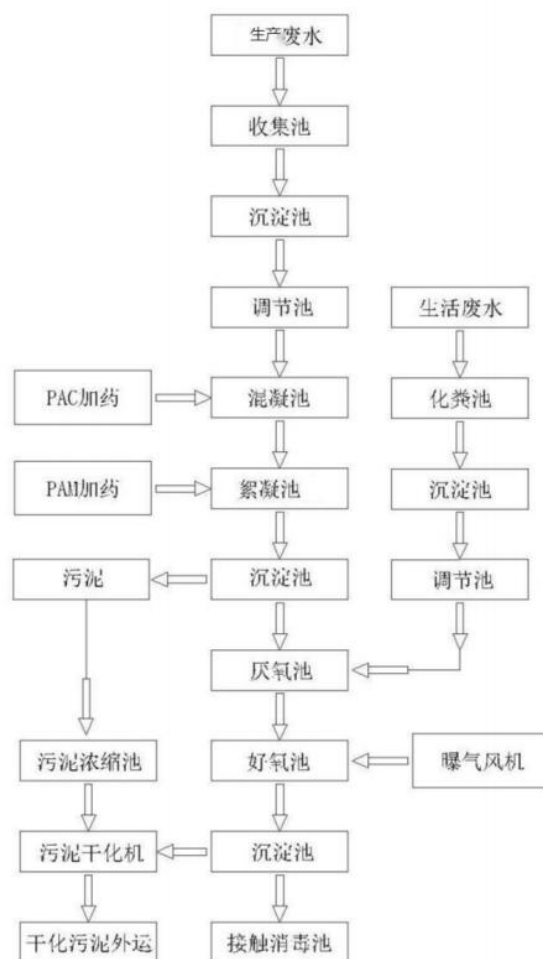 生产废水
收集池
沉淀池
调节池
生活废水
PAC加药
混凝池
化粪池
PAM加药
絮凝池
沉淀池
污泥
沉淀池
调节池
厌氧池
污泥浓缩池
好氧池
曝气风机
污泥干化机
沉淀池
干化污泥外运
接触消毒池